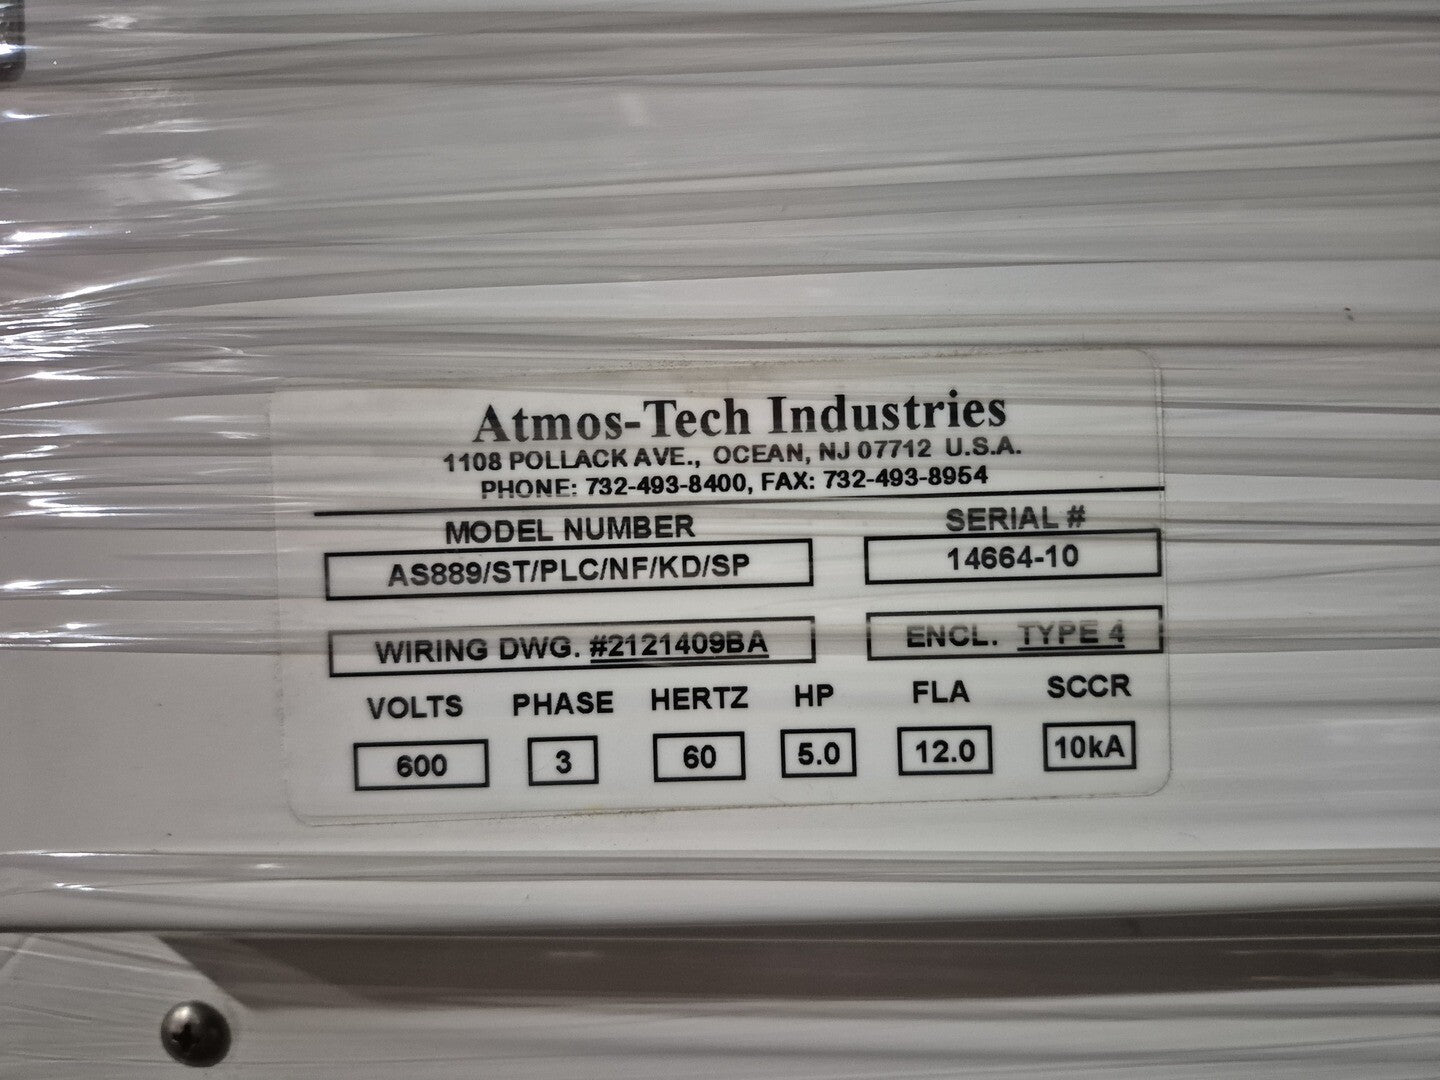 Atmos-Tech Industries
1108 POLLACK AVE., OCEAN, NJ 07712 U.S.A.
PHONE: 732-493-8400, FAX: 732-493-8954
MODEL NUMBER SERIAL #
AS889/ST/PLC/NF/KD/SP 14664-10
WIRING DWG. #2121409BA ENCL. TYPE 4
VOLTS PHASE HERTZ HP FLA SCCR
600 3 60 5.0 12.0 10kA